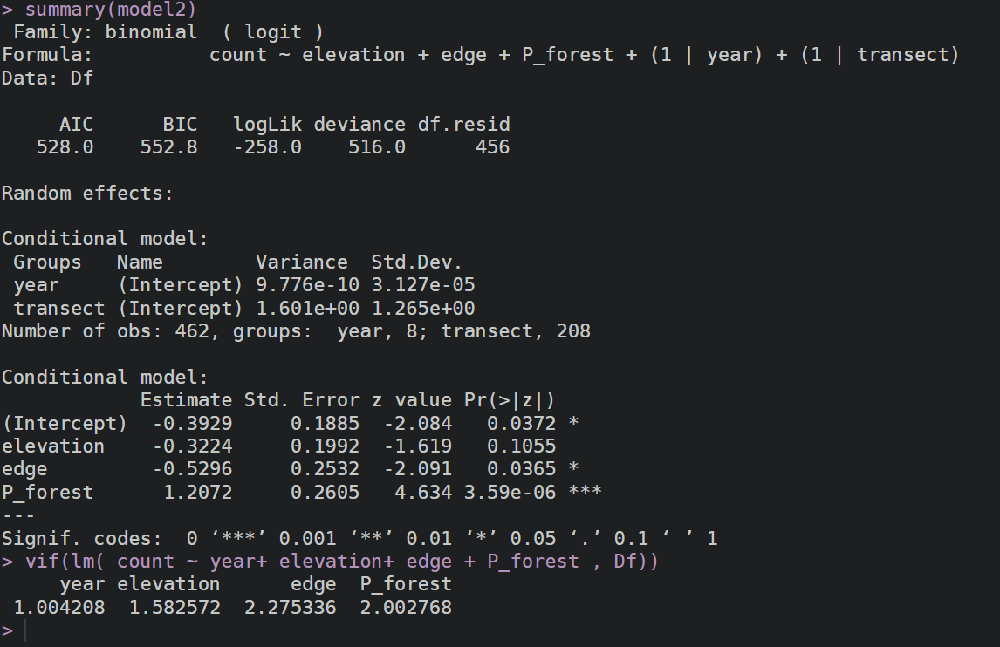 > summary(model2)
 Family: binomial  ( logit )
Formula:          count ~ elevation + edge + P_forest + (1 | year) + (1 | transect)
Data: Df

     AIC      BIC   logLik deviance df.resid
   528.0    552.8   -258.0    516.0      456

Random effects:

Conditional model:
 Groups   Name        Variance  Std.Dev.
 year     (Intercept) 9.776e-10 3.127e-05
 transect (Intercept) 1.601e+00 1.265e+00
Number of obs: 462, groups:  year, 8; transect, 208

Conditional model:
            Estimate Std. Error z value Pr(>|z|)
(Intercept)  -0.3929     0.1885  -2.084   0.0372 *
elevation    -0.3224     0.1992  -1.619   0.1055
edge         -0.5296     0.2532  -2.091   0.0365 *
P_forest      1.2072     0.2605   4.634 3.59e-06 ***
---
Signif. codes:  0 ‘***’ 0.001 ‘**’ 0.01 ‘*’ 0.05 ‘.’ 0.1 ‘ ’ 1
> vif(lm( count ~ year+ elevation+ edge + P_forest , Df))
     year elevation      edge  P_forest
 1.004208  1.582572  2.275336  2.002768
>